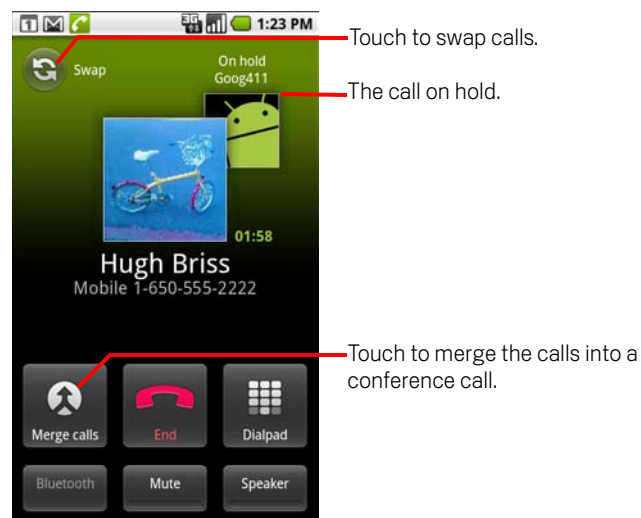 1 3G 1:23 PM
Touch to swap calls.
Swap
On hold
Goog411
The call on hold.
01:58
Hugh Briss
Mobile 1-650-555-2222
Touch to merge the calls into a
conference call.
Merge calls End Dialpad
Bluetooth Mute Speaker